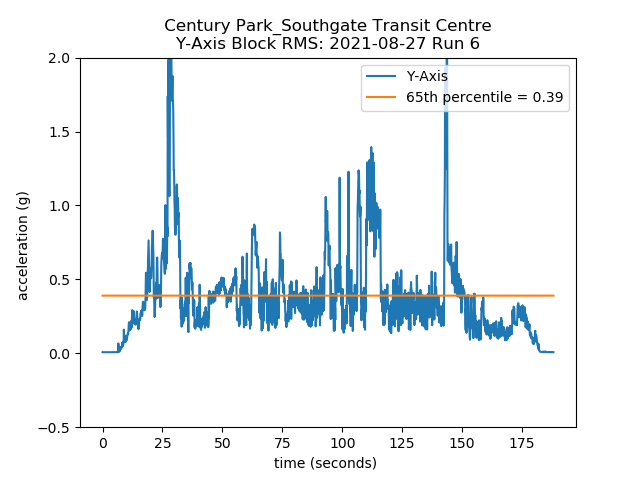 Century Park_Southgate Transit Centre
Y-Axis Block RMS: 2021-08-27 Run 6
2.0
Y-Axis
65th percentile = 0.39
1.5
1.0
0.5
0.0
−0.5
acceleration (g)
0 25 50 75 100 125 150 175
time (seconds)